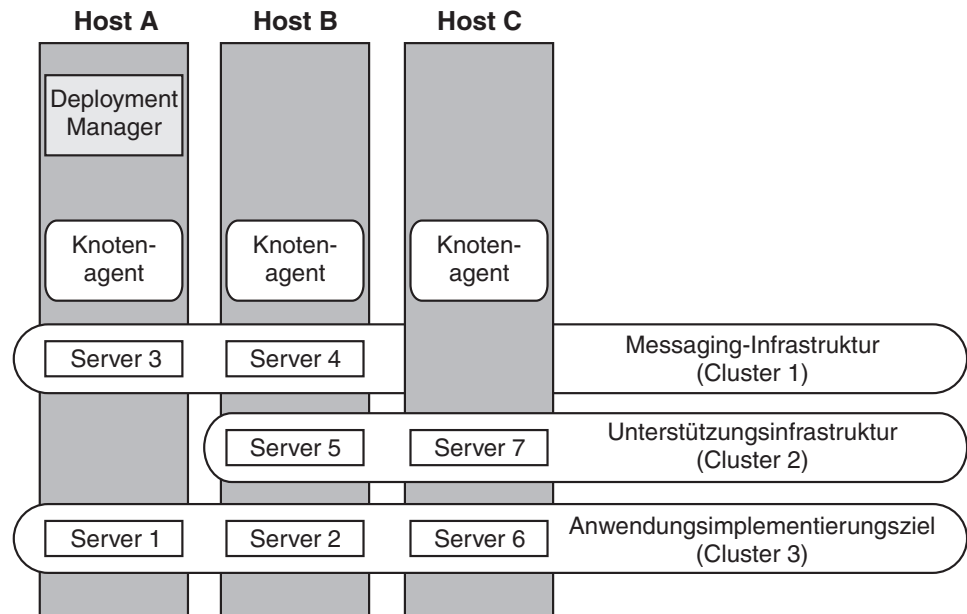 Host A
Host B
Host C
Deployment
Manager
Knoten-
agent
Knoten-
agent
Knoten-
agent
Server 3
Server 4
Messaging-Infrastruktur
(Cluster 1)
Server 5
Server 7
Unterstützungsinfrastruktur
(Cluster 2)
Server 1
Server 2
Server 6
Anwendungsimplementierungsziel
(Cluster 3)